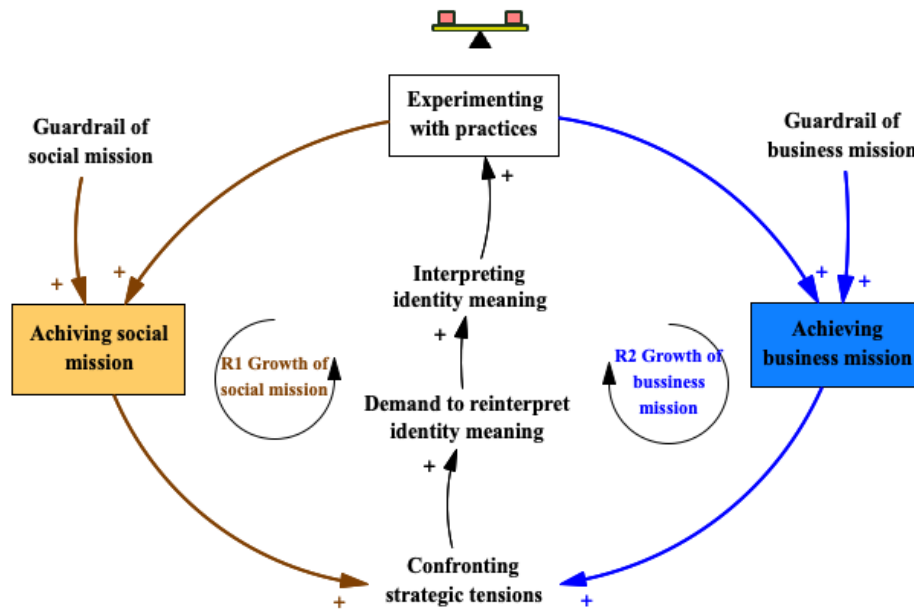 Experimenting
with practices
Guardrail of
social mission
Guardrail of
business mission
+
+
+
+
+
Interpreting
identity meaning
Achiving social
mission
Achieving
business mission
+
R1 Growth of
social mission
R2 Growth of
bussiness
mission
Demand to reinterpret
identity meaning
+
Confronting
strategic tensions
+
+